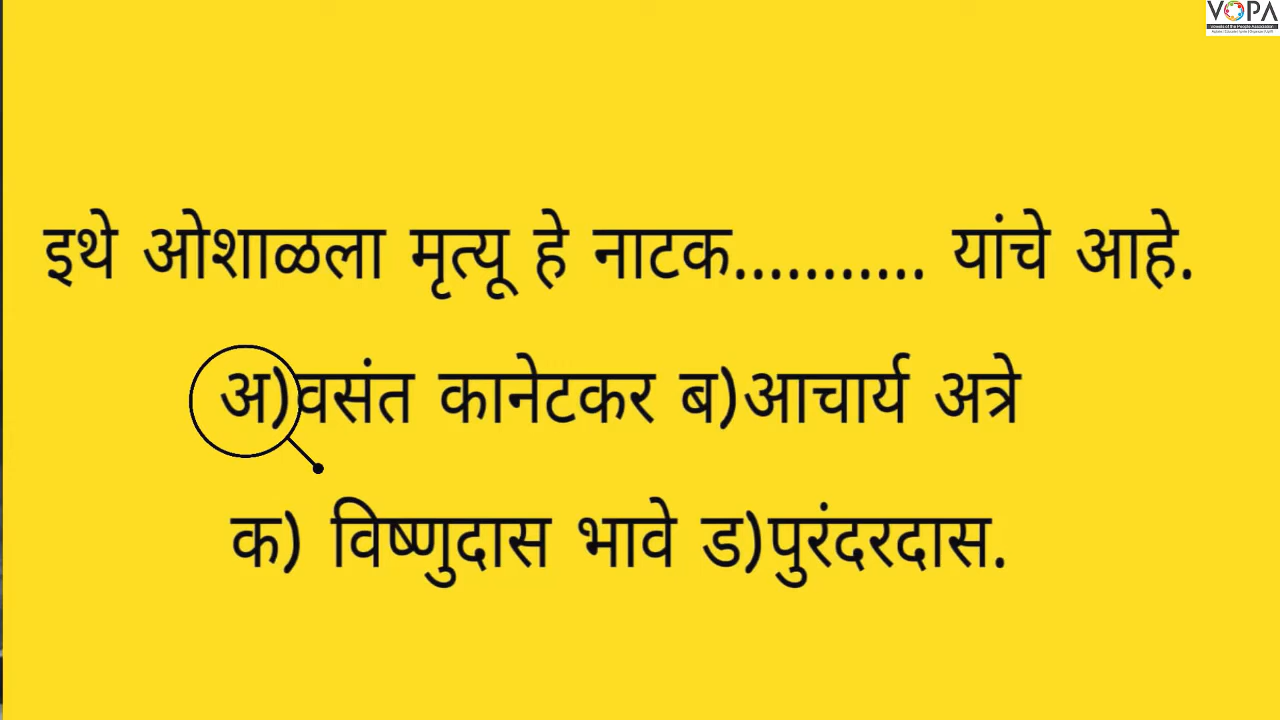 VOPA
इथे ओशाळला मृत्यू हे नाटक........... यांचे आहे.
अ)वसंत कानेटकर ब)आचार्य अत्रे
क) विष्णुदास भावे ड)पुरंदरदास.